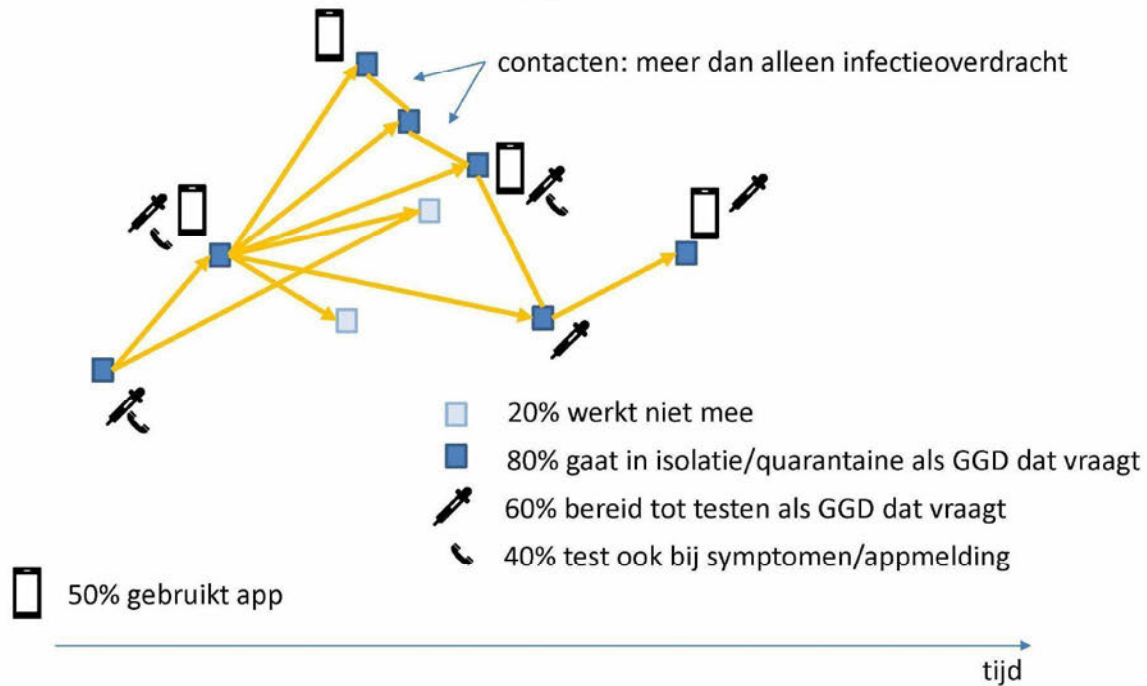 contacten: meer dan alleen infectieoverdracht
20% werkt niet mee
80% gaat in isolatie/quarantaine als GGD dat vraagt
60% bereid tot testen als GGD dat vraagt
40% test ook bij symptomen/appmelding
50% gebruikt app
tijd